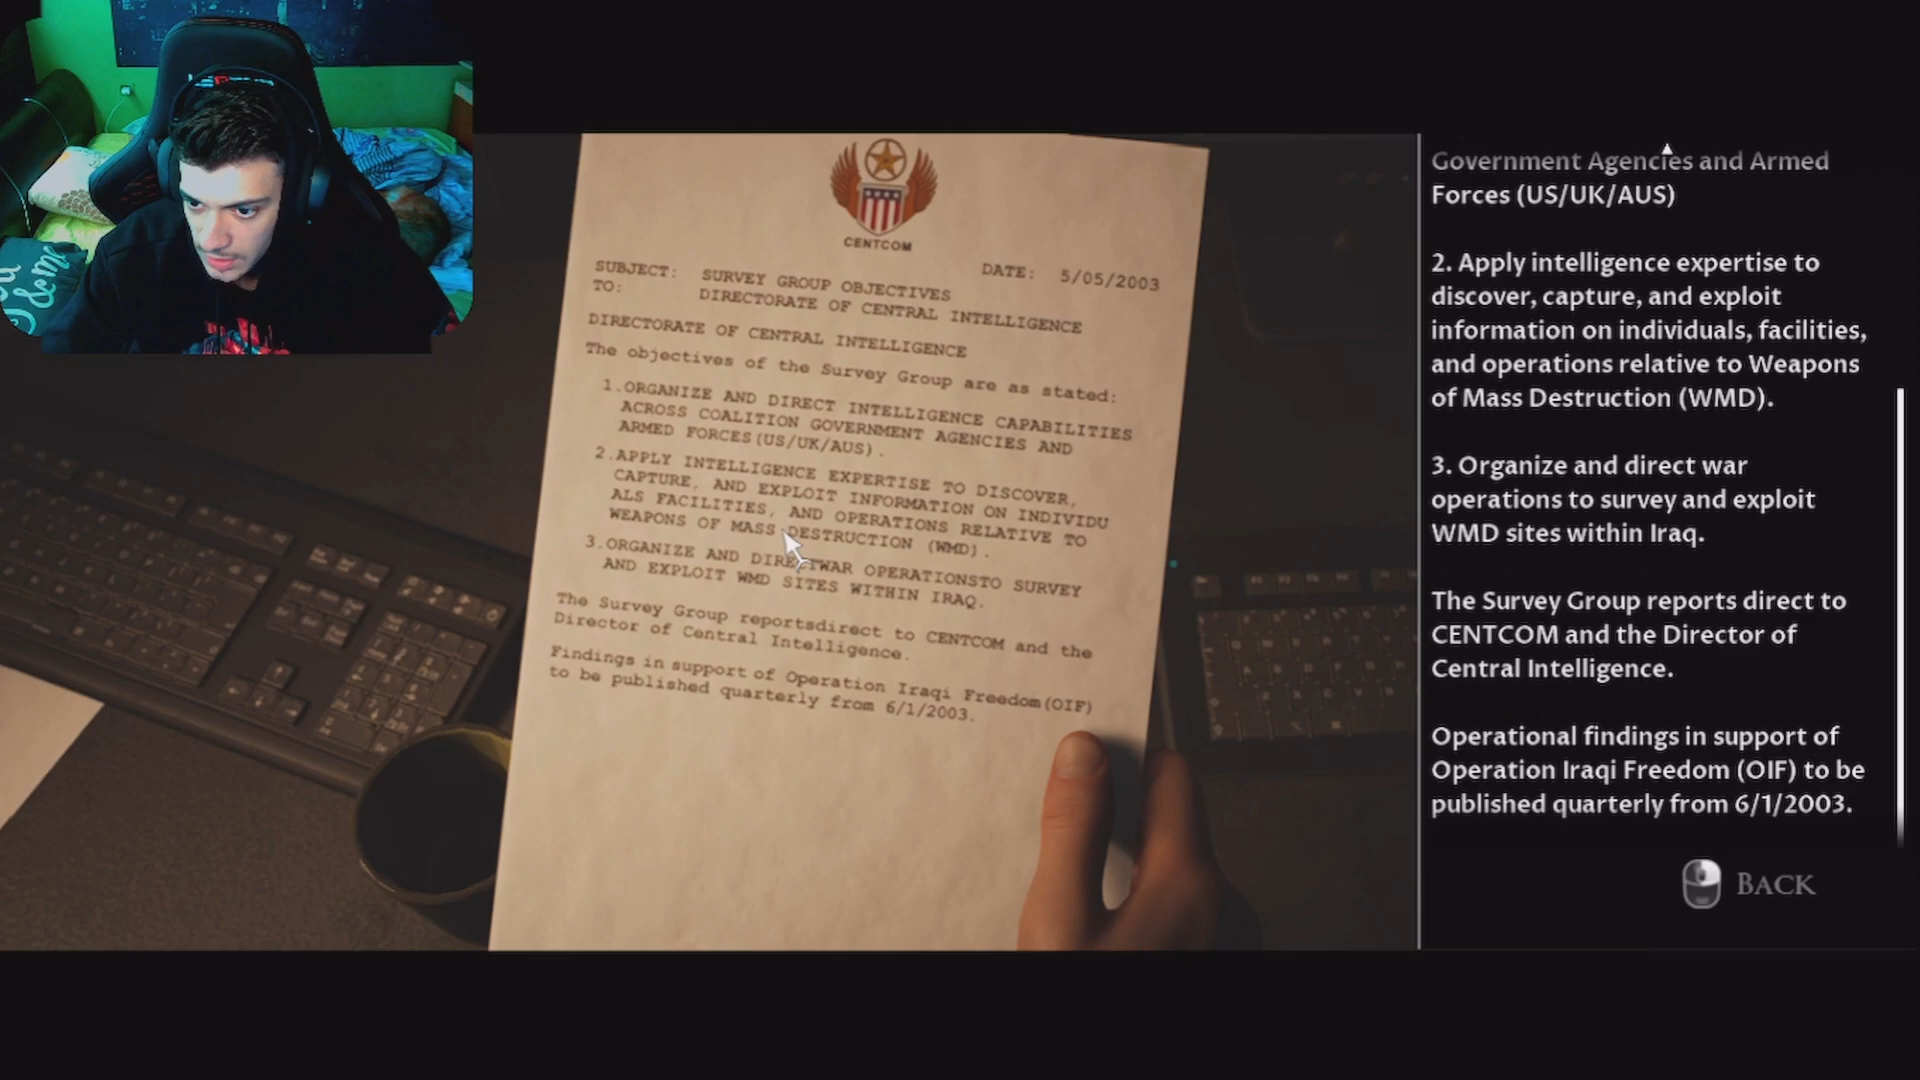 CENTCOM
DATE: 5/05/2003
SUBJECT: SURVEY GROUP OBJECTIVES
TO: DIRECTORATE OF CENTRAL INTELLIGENCE
DIRECTORATE OF CENTRAL INTELLIGENCE
The objectives of the Survey Group are as stated:
1.ORGANIZE AND DIRECT INTELLIGENCE CAPABILITIES
ACROSS COALITION GOVERNMENT AGENCIES AND
ARMED FORCES(US/UK/AUS).
2.APPLY INTELLIGENCE EXPERTISE TO DISCOVER,
CAPTURE, AND EXPLOIT INFORMATION ON INDIVIDU
ALS FACILITIES, AND OPERATIONS RELATIVE TO
WEAPONS OF MASS DESTRUCTION (WMD).
3.ORGANIZE AND DIRECTWAR OPERATIONSTO SURVEY
AND EXPLOIT WMD SITES WITHIN IRAQ.
The Survey Group reportsdirect to CENTCOM and the
Director of Central Intelligence.
Findings in support of Operation Iraqi Freedom(OIF)
to be published quarterly from 6/1/2003.
Government Agencies and Armed
Forces (US/UK/AUS)
2. Apply intelligence expertise to
discover, capture, and exploit
information on individuals, facilities,
and operations relative to Weapons
of Mass Destruction (WMD).
3. Organize and direct war
operations to survey and exploit
WMD sites within Iraq.
The Survey Group reports direct to
CENTCOM and the Director of
Central Intelligence.
Operational findings in support of
Operation Iraqi Freedom (OIF) to be
published quarterly from 6/1/2003.
BACK
& me